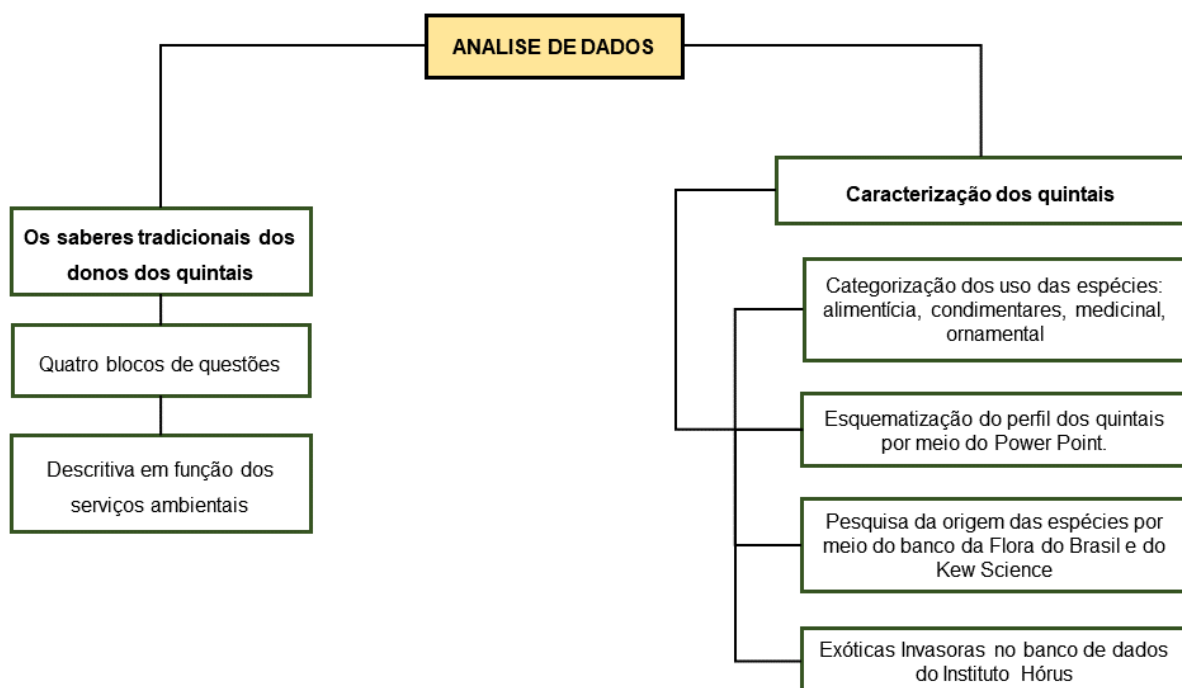 ANALISE DE DADOS
Os saberes tradicionais dos
donos dos quintais
Quatro blocos de questões
Descritiva em função dos
serviços ambientais
Caracterização dos quintais
Categorização dos uso das espécies:
alimentícia, condimentares, medicinal,
ornamental
Esquematização do perfil dos quintais
por meio do Power Point.
Pesquisa da origem das espécies por
meio do banco da Flora do Brasil e do
Kew Science
Exóticas Invasoras no banco de dados
do Instituto Hórus